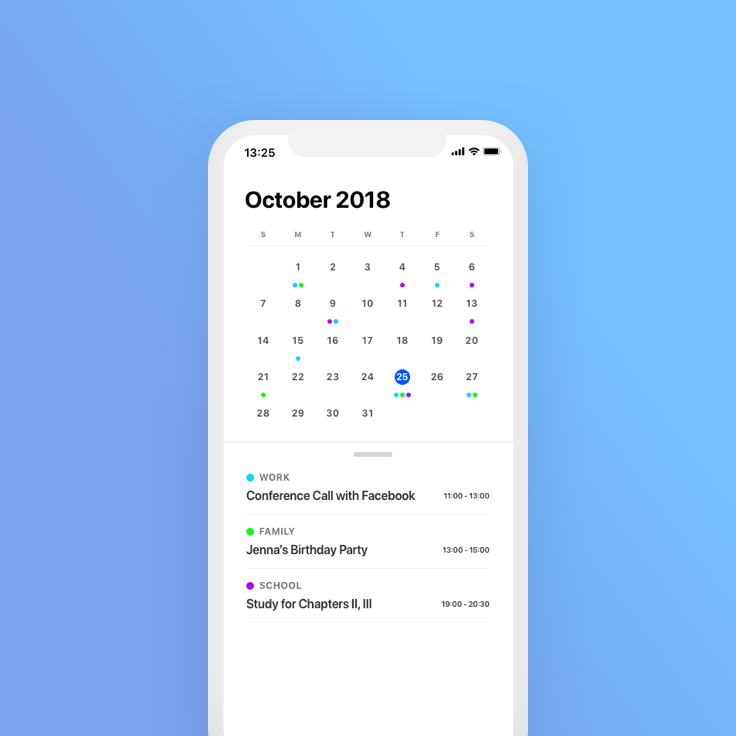 13:25
October 2018
S M T W T F S
1 2 3 4 5 6
7 8 9 10 11 12 13
14 15 16 17 18 19 20
21 22 23 24 25 26 27
28 29 30 31
WORK
Conference Call with Facebook 11:00 - 13:00
FAMILY
Jenna’s Birthday Party 13:00 - 15:00
SCHOOL
Study for Chapters II, III 19:00 - 20:30